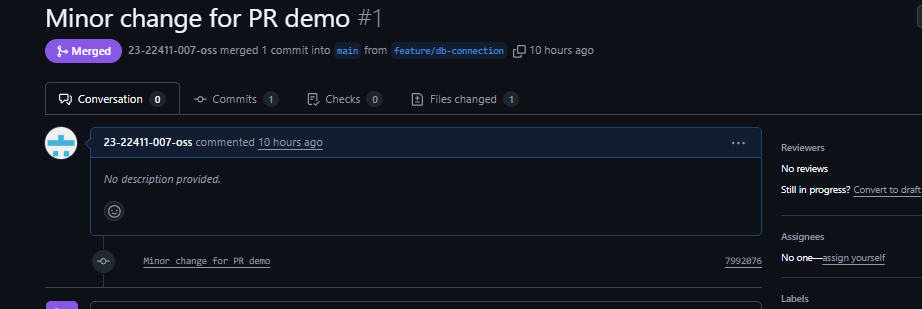 Minor change for PR demo #1
Merged 23-22411-007-oss merged 1 commit into main from feature/db-connection 10 hours ago
Conversation 0 Commits 1 Checks 0 Files changed 1
23-22411-007-oss commented 10 hours ago
No description provided.
Minor change for PR demo 7992076
Reviewers
No reviews
Still in progress? Convert to draft
Assignees
No one—assign yourself
Labels